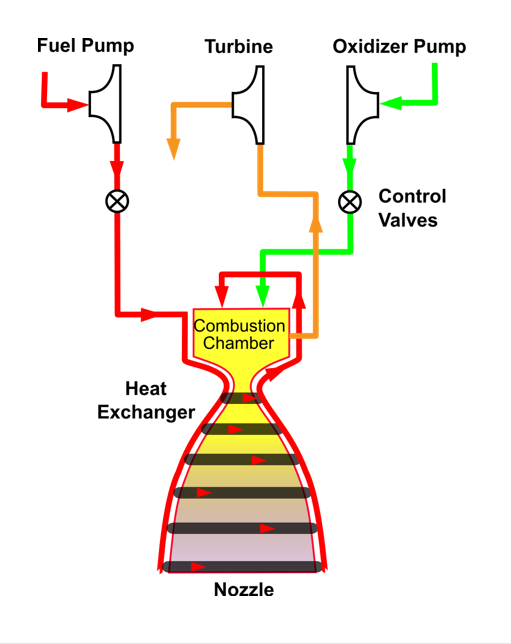 Fuel Pump
Turbine
Oxidizer Pump
Control
Valves
Combustion
Chamber
Heat
Exchanger
Nozzle